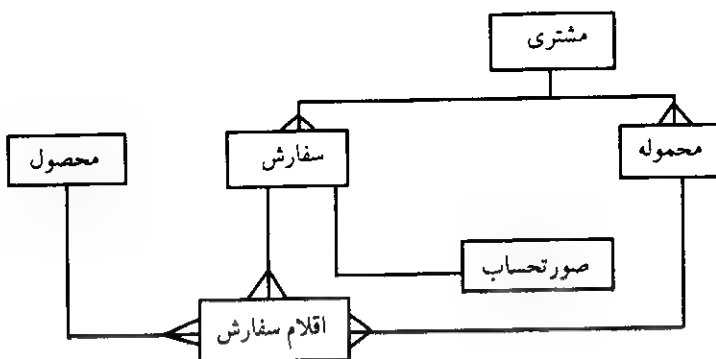 مشتری
محموله
سفارش
محصول
صورتحساب
اقلام سفارش